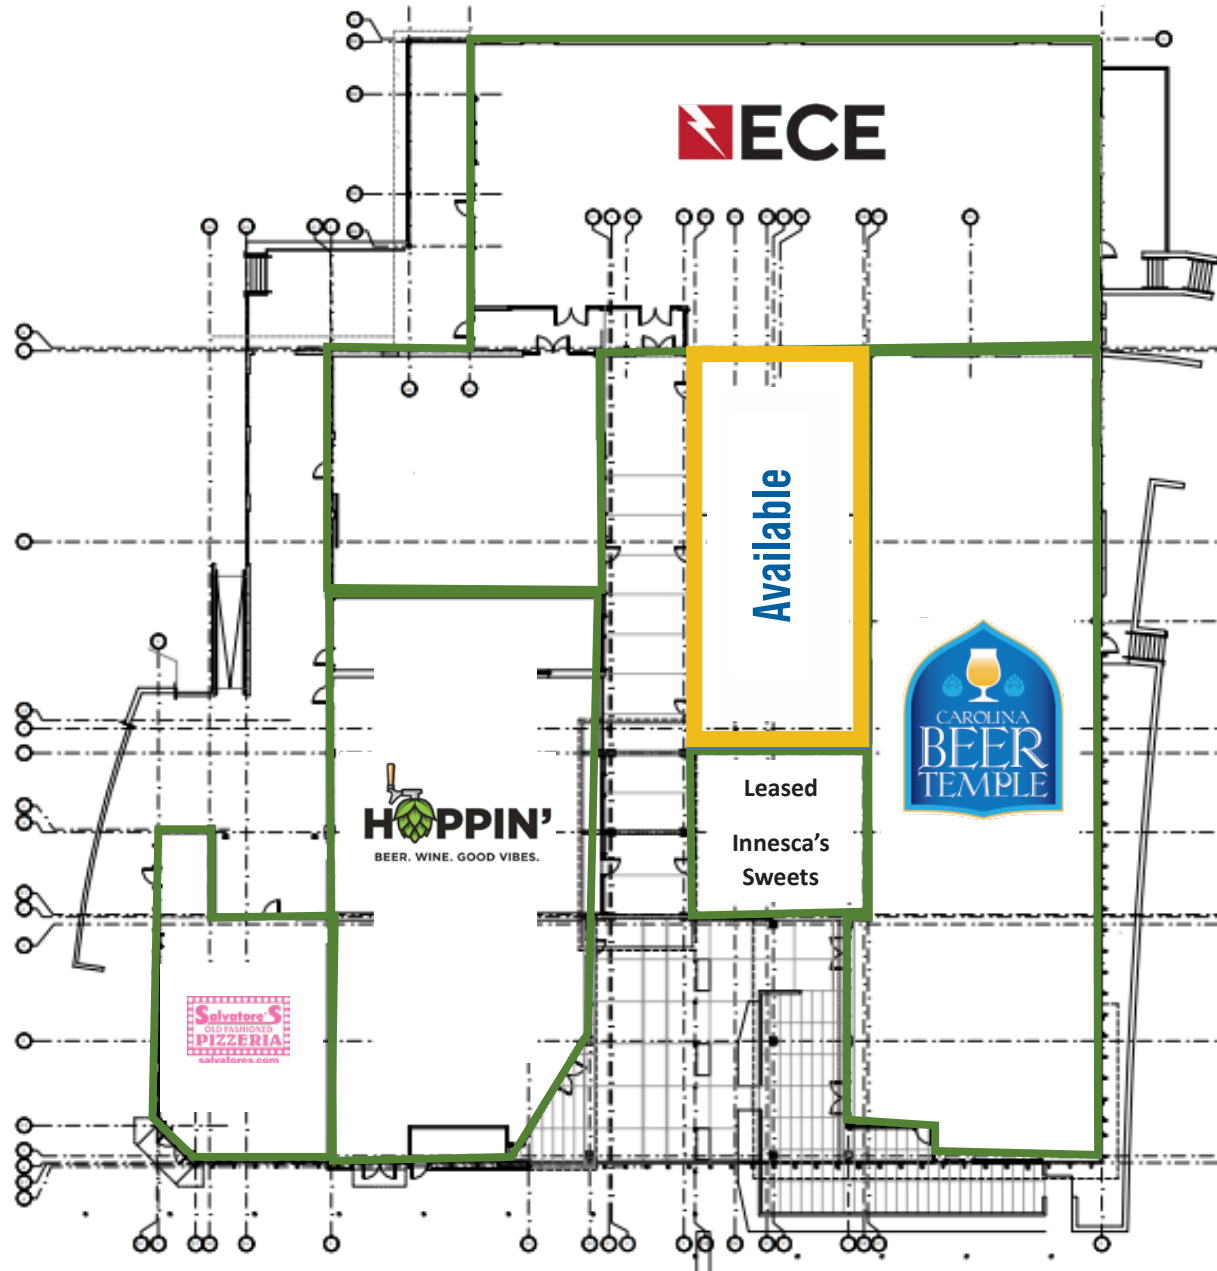 ECE
Available
CAROLINA
BEER
TEMPLE
Leased
Innesca's
Sweets
HOPPIN'
BEER. WINE. GOOD VIBES.
Salvatore'S
OLD FASHIONED
PIZZERIA
salvatores.com